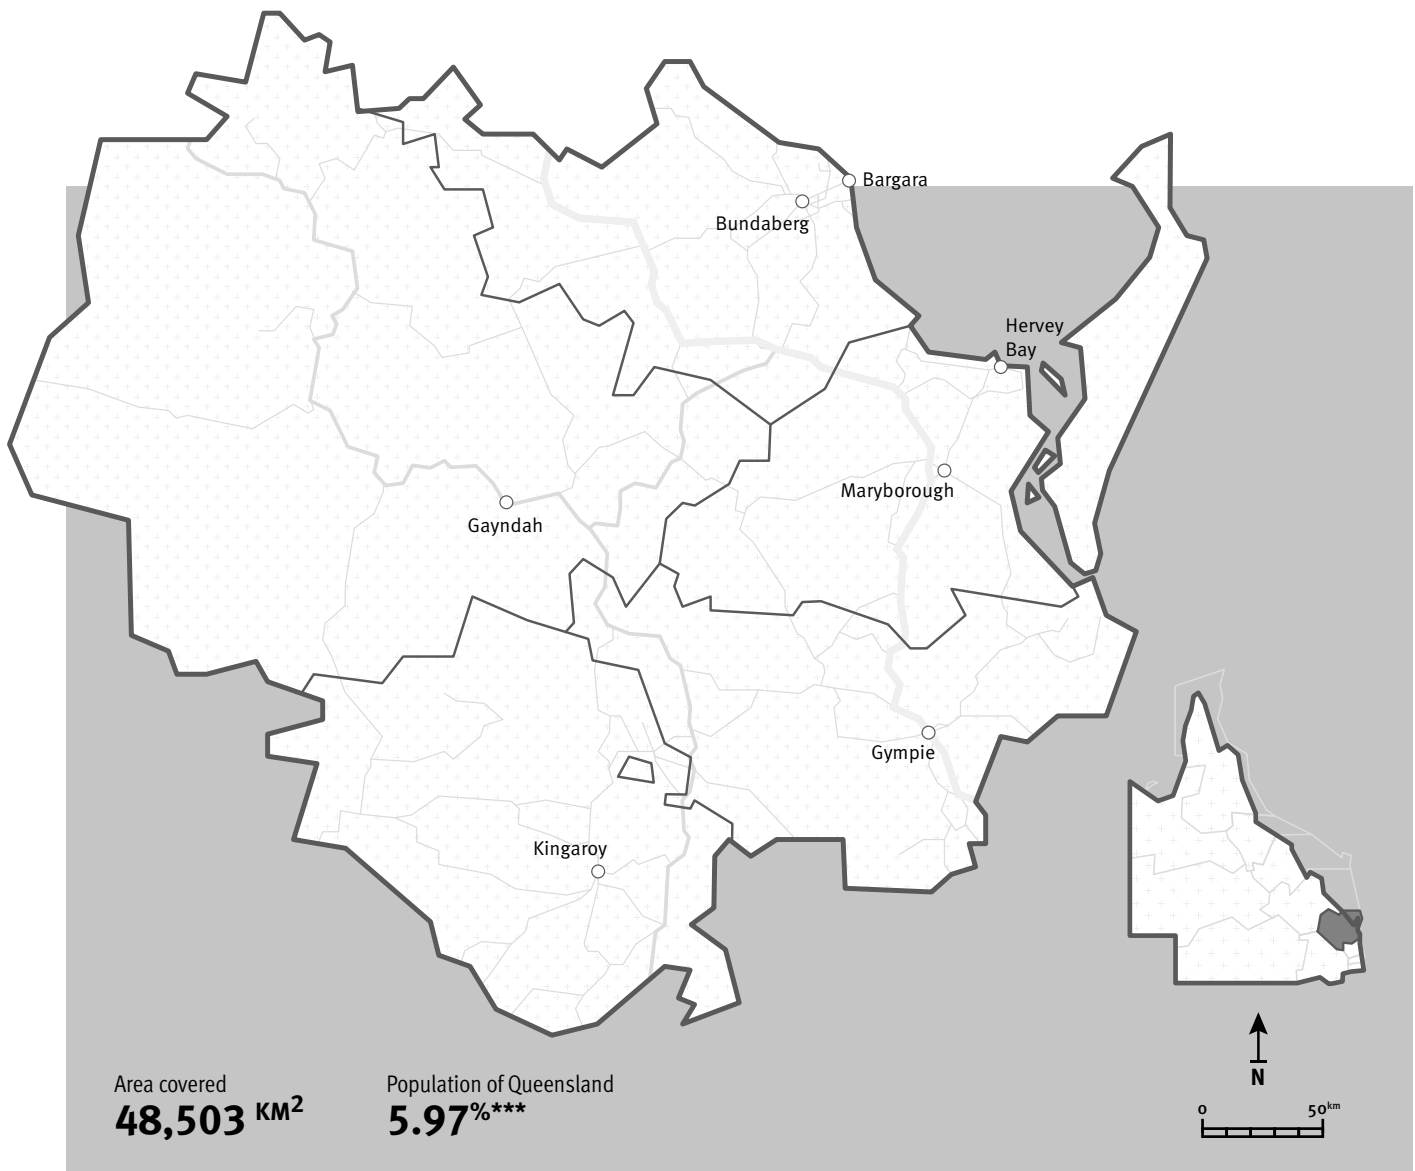 Bargara
Bundaberg
Hervey
Bay
Maryborough
Gayndah
Gympie
Kingaroy
Area covered
48,503 KM²
Population of Queensland
5.97%***
N
0 50km